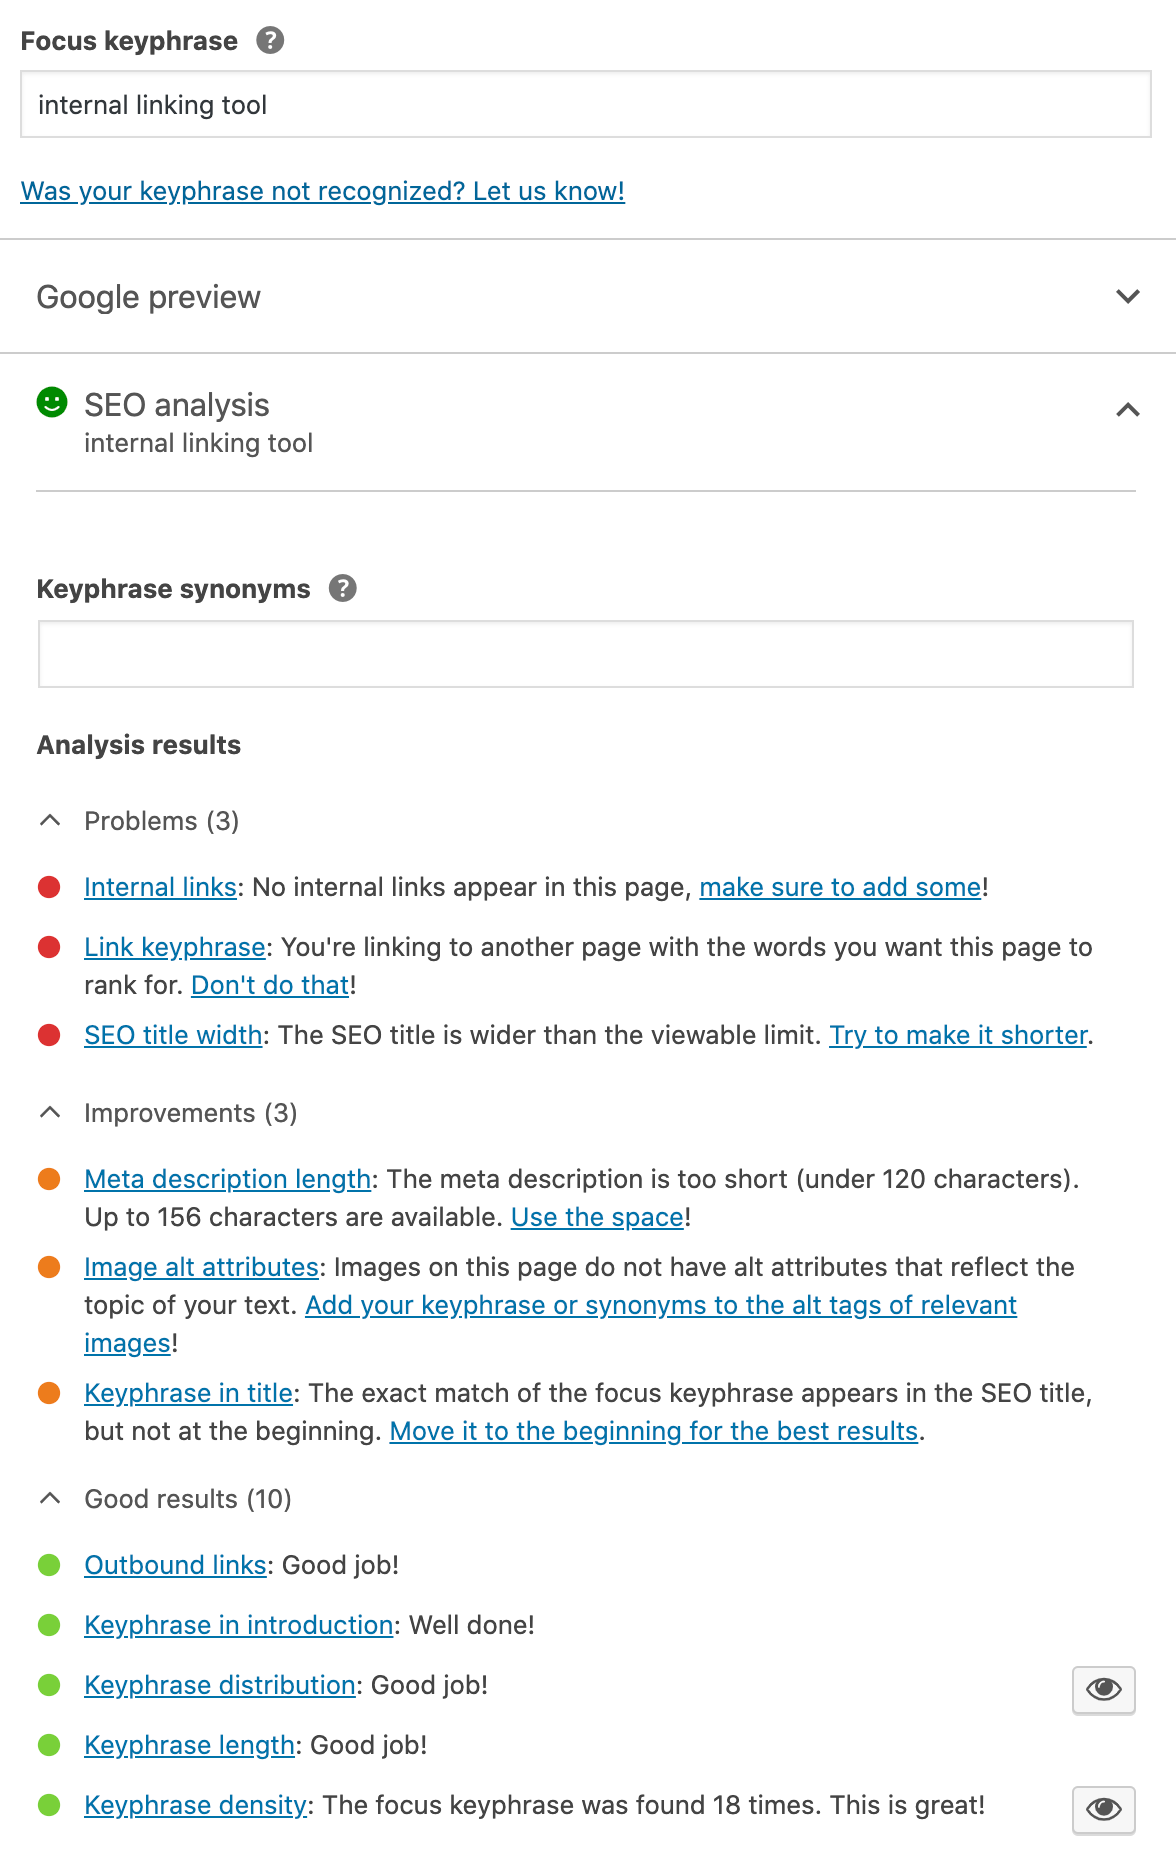 Focus keyphrase ?
internal linking tool
Was your keyphrase not recognized? Let us know!
Google preview
SEO analysis
internal linking tool
Keyphrase synonyms ?
Analysis results
Problems (3)
Internal links: No internal links appear in this page, make sure to add some!
Link keyphrase: You're linking to another page with the words you want this page to
rank for. Don't do that!
SEO title width: The SEO title is wider than the viewable limit. Try to make it shorter.
Improvements (3)
Meta description length: The meta description is too short (under 120 characters).
Up to 156 characters are available. Use the space!
Image alt attributes: Images on this page do not have alt attributes that reflect the
topic of your text. Add your keyphrase or synonyms to the alt tags of relevant
images!
Keyphrase in title: The exact match of the focus keyphrase appears in the SEO title,
but not at the beginning. Move it to the beginning for the best results.
Good results (10)
Outbound links: Good job!
Keyphrase in introduction: Well done!
Keyphrase distribution: Good job!
Keyphrase length: Good job!
Keyphrase density: The focus keyphrase was found 18 times. This is great!